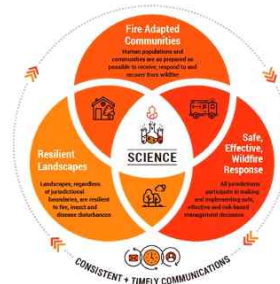 Fire Adapted
Communities
Human populations and
communities are as prepared as
possible to receive, respond to and
recover from wildfire.
SCIENCE
Resilient
Landscapes
Landscapes, regardless
of jurisdictional
boundaries, are resilient
to fire, insect and
disease disturbances
Safe,
Effective,
Wildfire
Response
All jurisdictions
participate in making
and implementing safe,
effective and risk-based
management decisions
CONSISTENT + TIMELY COMMUNICATIONS